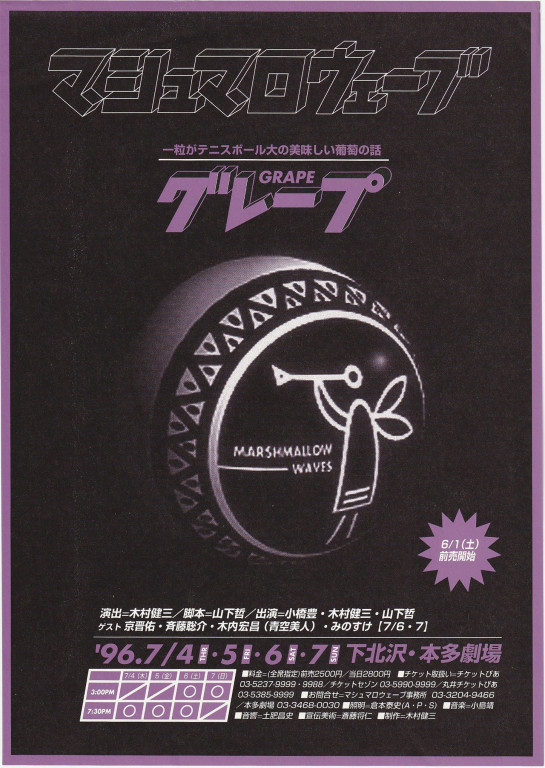 マシュマロウェーブ
一粒がテニスボール大の美味しい葡萄の話
GRAPE
グレープ
MARSHMALLOW
WAVES
6/1(土)
前売開始
演出=木村健三/脚本=山下哲/出演=小橋豊・木村健三・山下哲
ゲスト 京晋佑・斉藤聡介・木内宏昌(青空美人)・みのすけ[7/6・7]
'96.7/4 THR・5 FRI・6 SAT・7 SUN 下北沢・本多劇場
7/4(木) 5(金) 6(土) 7(日)
3:00PM
7:30PM
■料金=(全席指定)前売2500円/当日2800円 ■チケット取扱い=チケットぴあ
03-5237-9999・9988/チケットセゾン 03-5990-9999/丸井チケットぴあ
03-5385-9999 ■お問合せ=マシュマロウェーブ事務所 03-3204-9466
/本多劇場 03-3468-0030 ■照明=倉本泰史(A・P・S) ■音楽=小島靖
■音響=土肥昌史 ■宣伝美術=斎藤将仁 ■制作=木村健三